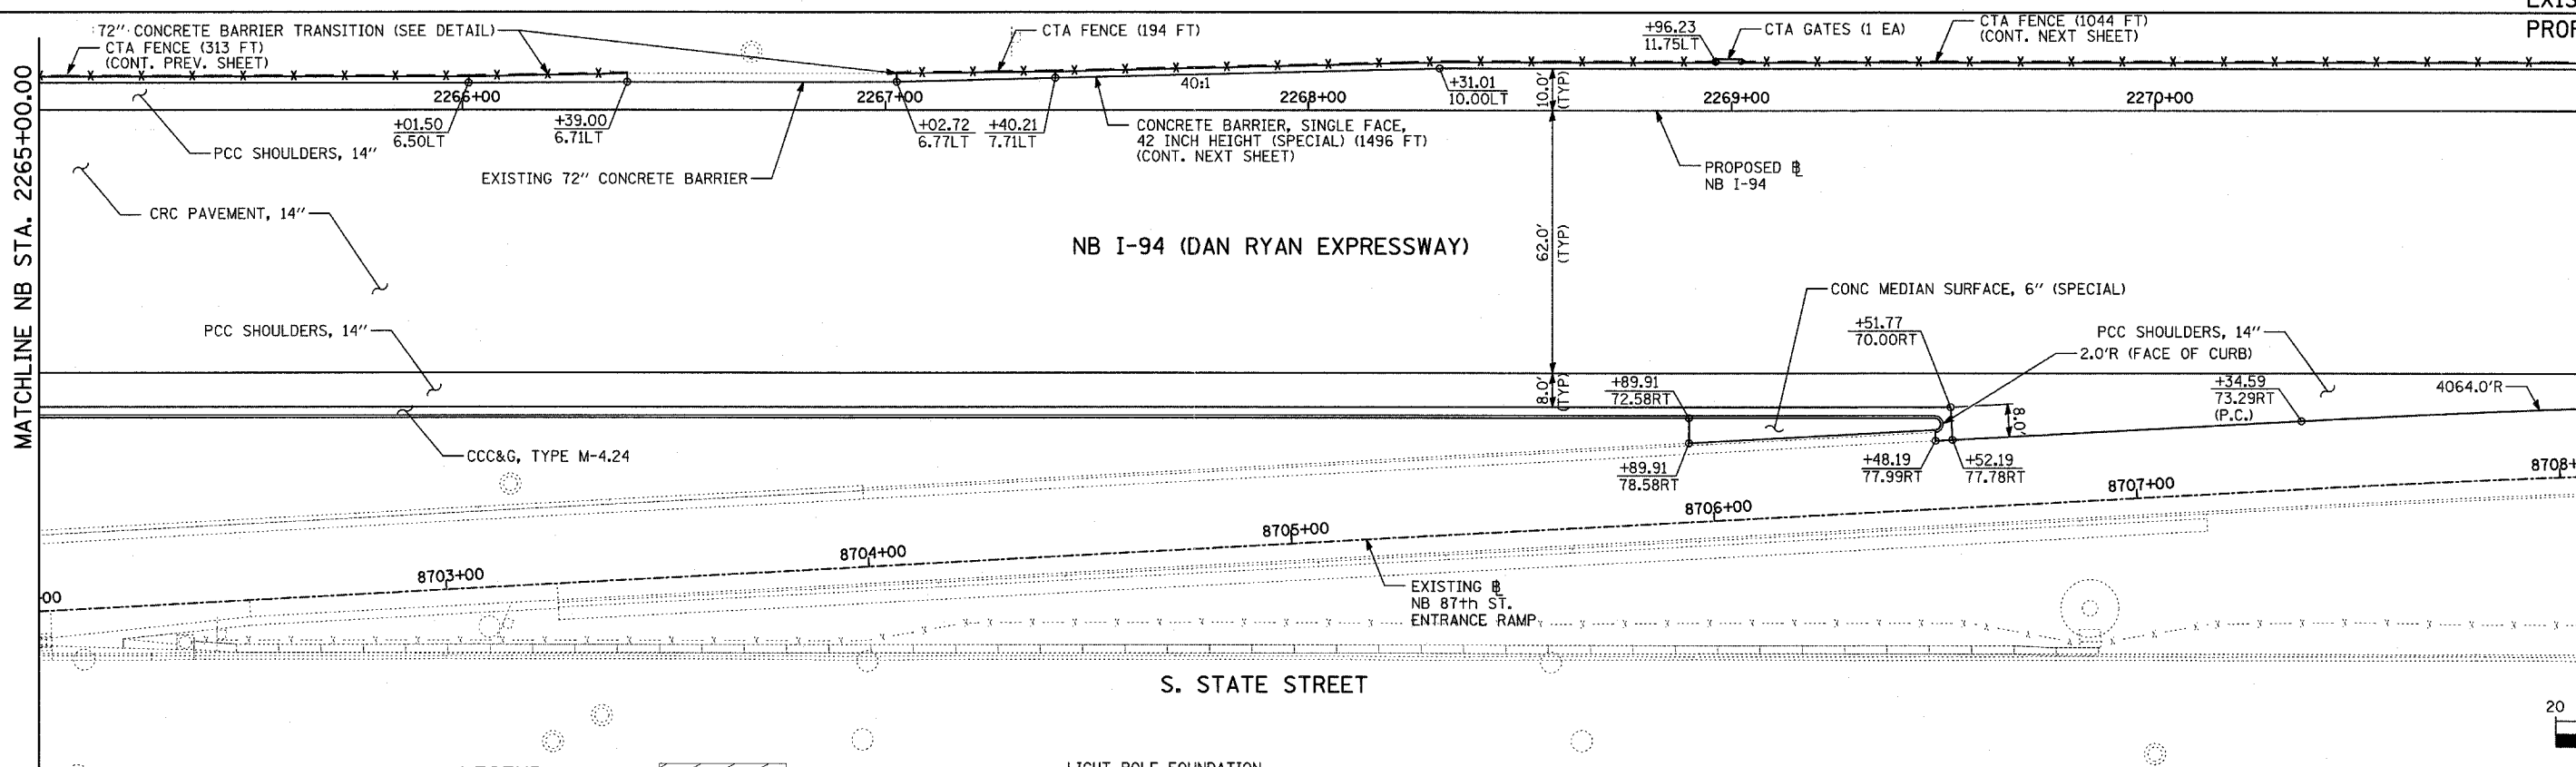 EXIS
PROP
72" CONCRETE BARRIER TRANSITION (SEE DETAIL)
CTA FENCE (313 FT)
(CONT. PREV. SHEET)
CTA FENCE (194 FT)
+96.23
11.75LT
CTA GATES (1 EA)
CTA FENCE (1044 FT)
(CONT. NEXT SHEET)
MATCHLINE NB STA. 2265+00.00
2266+00
2267+00
40:1
2268+00
+31.01
10.00LT
10.0'
(TYP)
2269+00
2270+00
+01.50
6.50LT
+39.00
6.71LT
+02.72
6.77LT
+40.21
7.71LT
CONCRETE BARRIER, SINGLE FACE,
42 INCH HEIGHT (SPECIAL) (1496 FT)
(CONT. NEXT SHEET)
PCC SHOULDERS, 14"
EXISTING 72" CONCRETE BARRIER
PROPOSED ℄
NB I-94
CRC PAVEMENT, 14"
NB I-94 (DAN RYAN EXPRESSWAY)
62.0'
(TYP)
CONC MEDIAN SURFACE, 6" (SPECIAL)
PCC SHOULDERS, 14"
+51.77
70.00RT
PCC SHOULDERS, 14"
2.0'R (FACE OF CURB)
8.0'
(TYP)
+89.91
72.58RT
+34.59
73.29RT
(P.C.)
4064.0'R
8.0'
CCC&G, TYPE M-4.24
+89.91
78.58RT
+48.19
77.99RT
+52.19
77.78RT
8708+
8707+00
8706+00
8705+00
8704+00
8703+00
00
EXISTING ℄
NB 87th ST.
ENTRANCE RAMP
S. STATE STREET
20
LIGHT POLE FOUNDATION